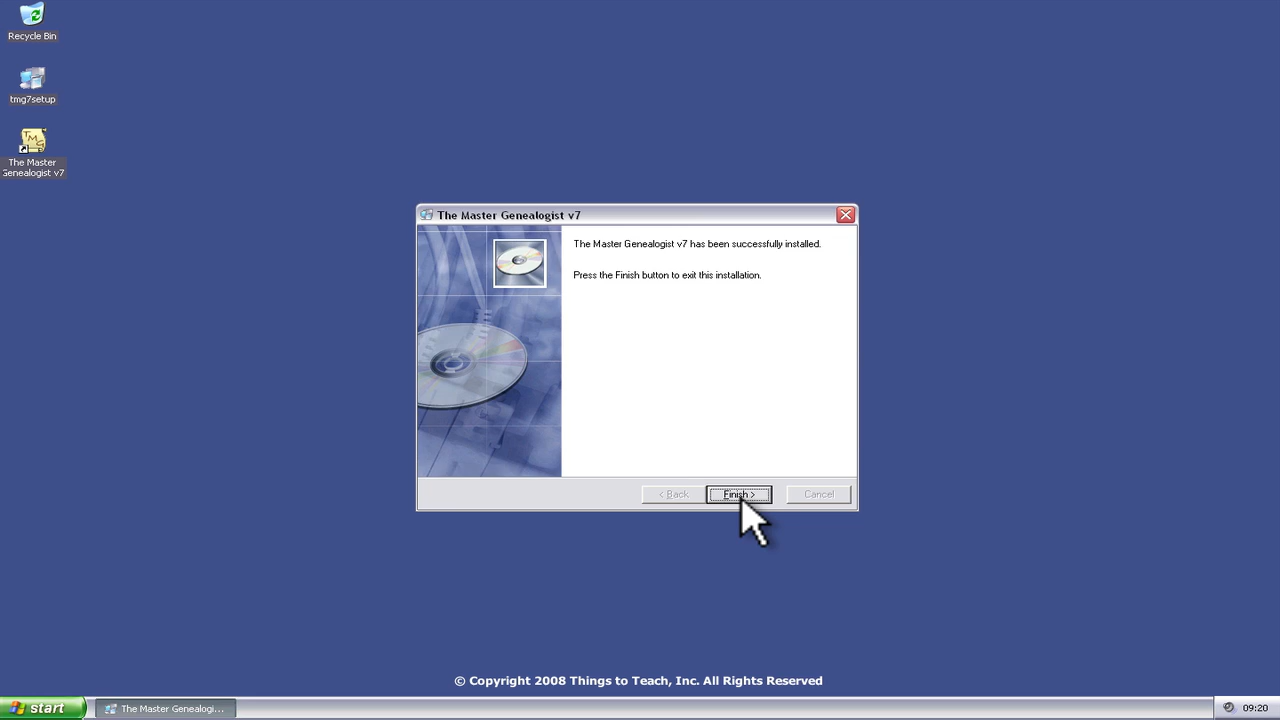 Recycle Bin
tmg7setup
The Master
Genealogist v7
The Master Genealogist v7
The Master Genealogist v7 has been successfully installed.
Press the Finish button to exit this installation.
< Back
Finish >
Cancel
© Copyright 2008 Things to Teach, Inc. All Rights Reserved
start
The Master Genealogi...
09:20